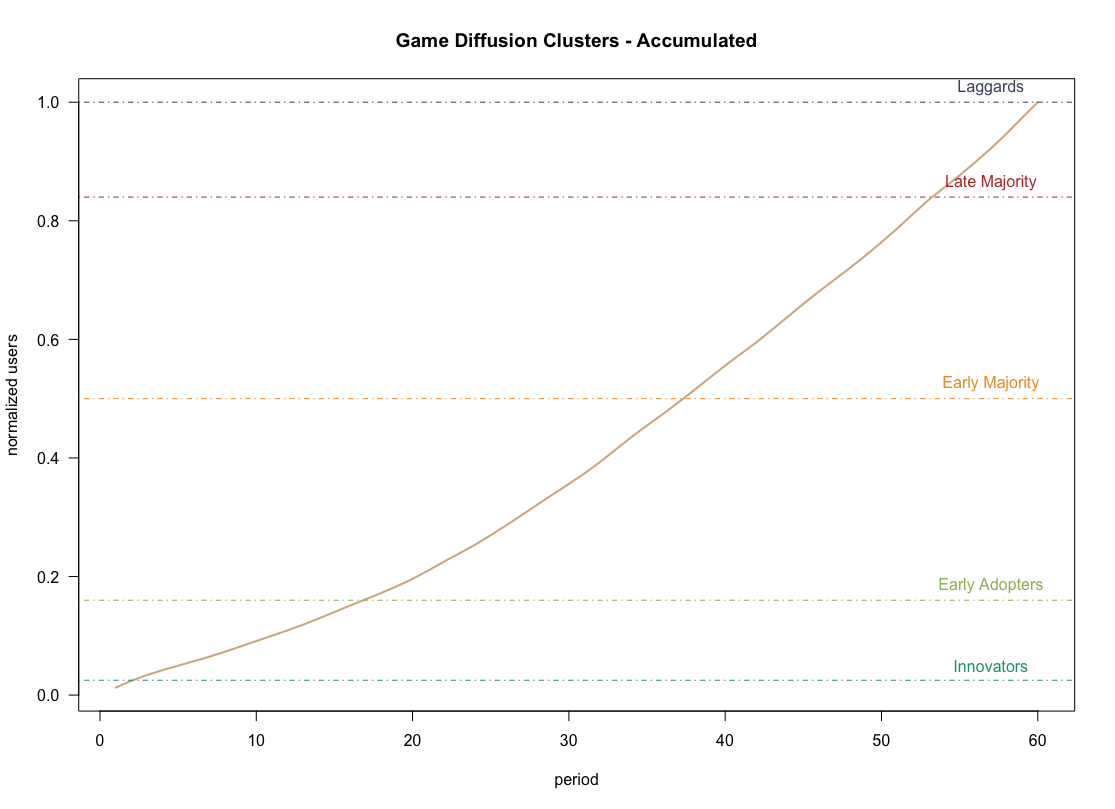 Game Diffusion Clusters - Accumulated
Laggards
1.0
Late Majority
0.8
0.6
Early Majority
normalized users
0.4
0.2
Early Adopters
Innovators
0.0
0 10 20 30 40 50 60
period